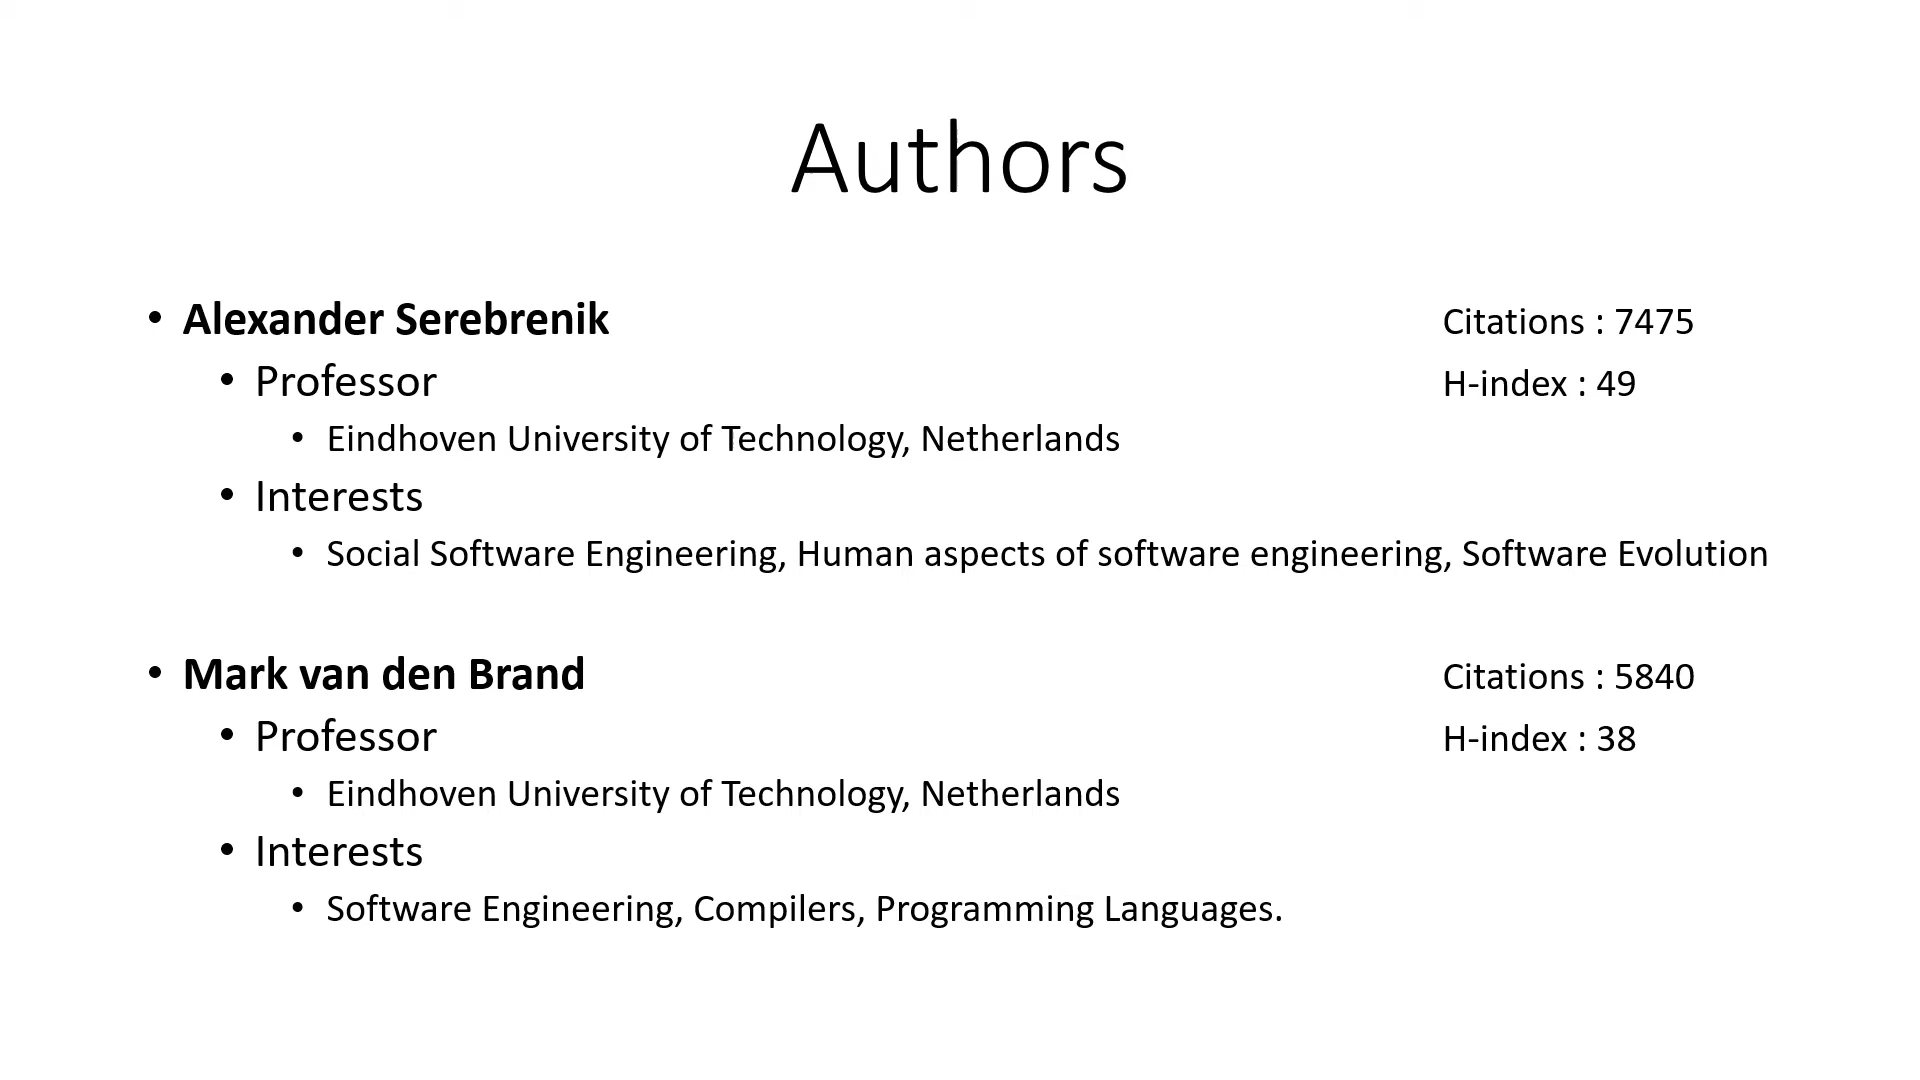 Authors
• Alexander Serebrenik
Citations : 7475
• Professor
H-index : 49
• Eindhoven University of Technology, Netherlands
• Interests
• Social Software Engineering, Human aspects of software engineering, Software Evolution
• Mark van den Brand
Citations : 5840
• Professor
H-index : 38
• Eindhoven University of Technology, Netherlands
• Interests
• Software Engineering, Compilers, Programming Languages.